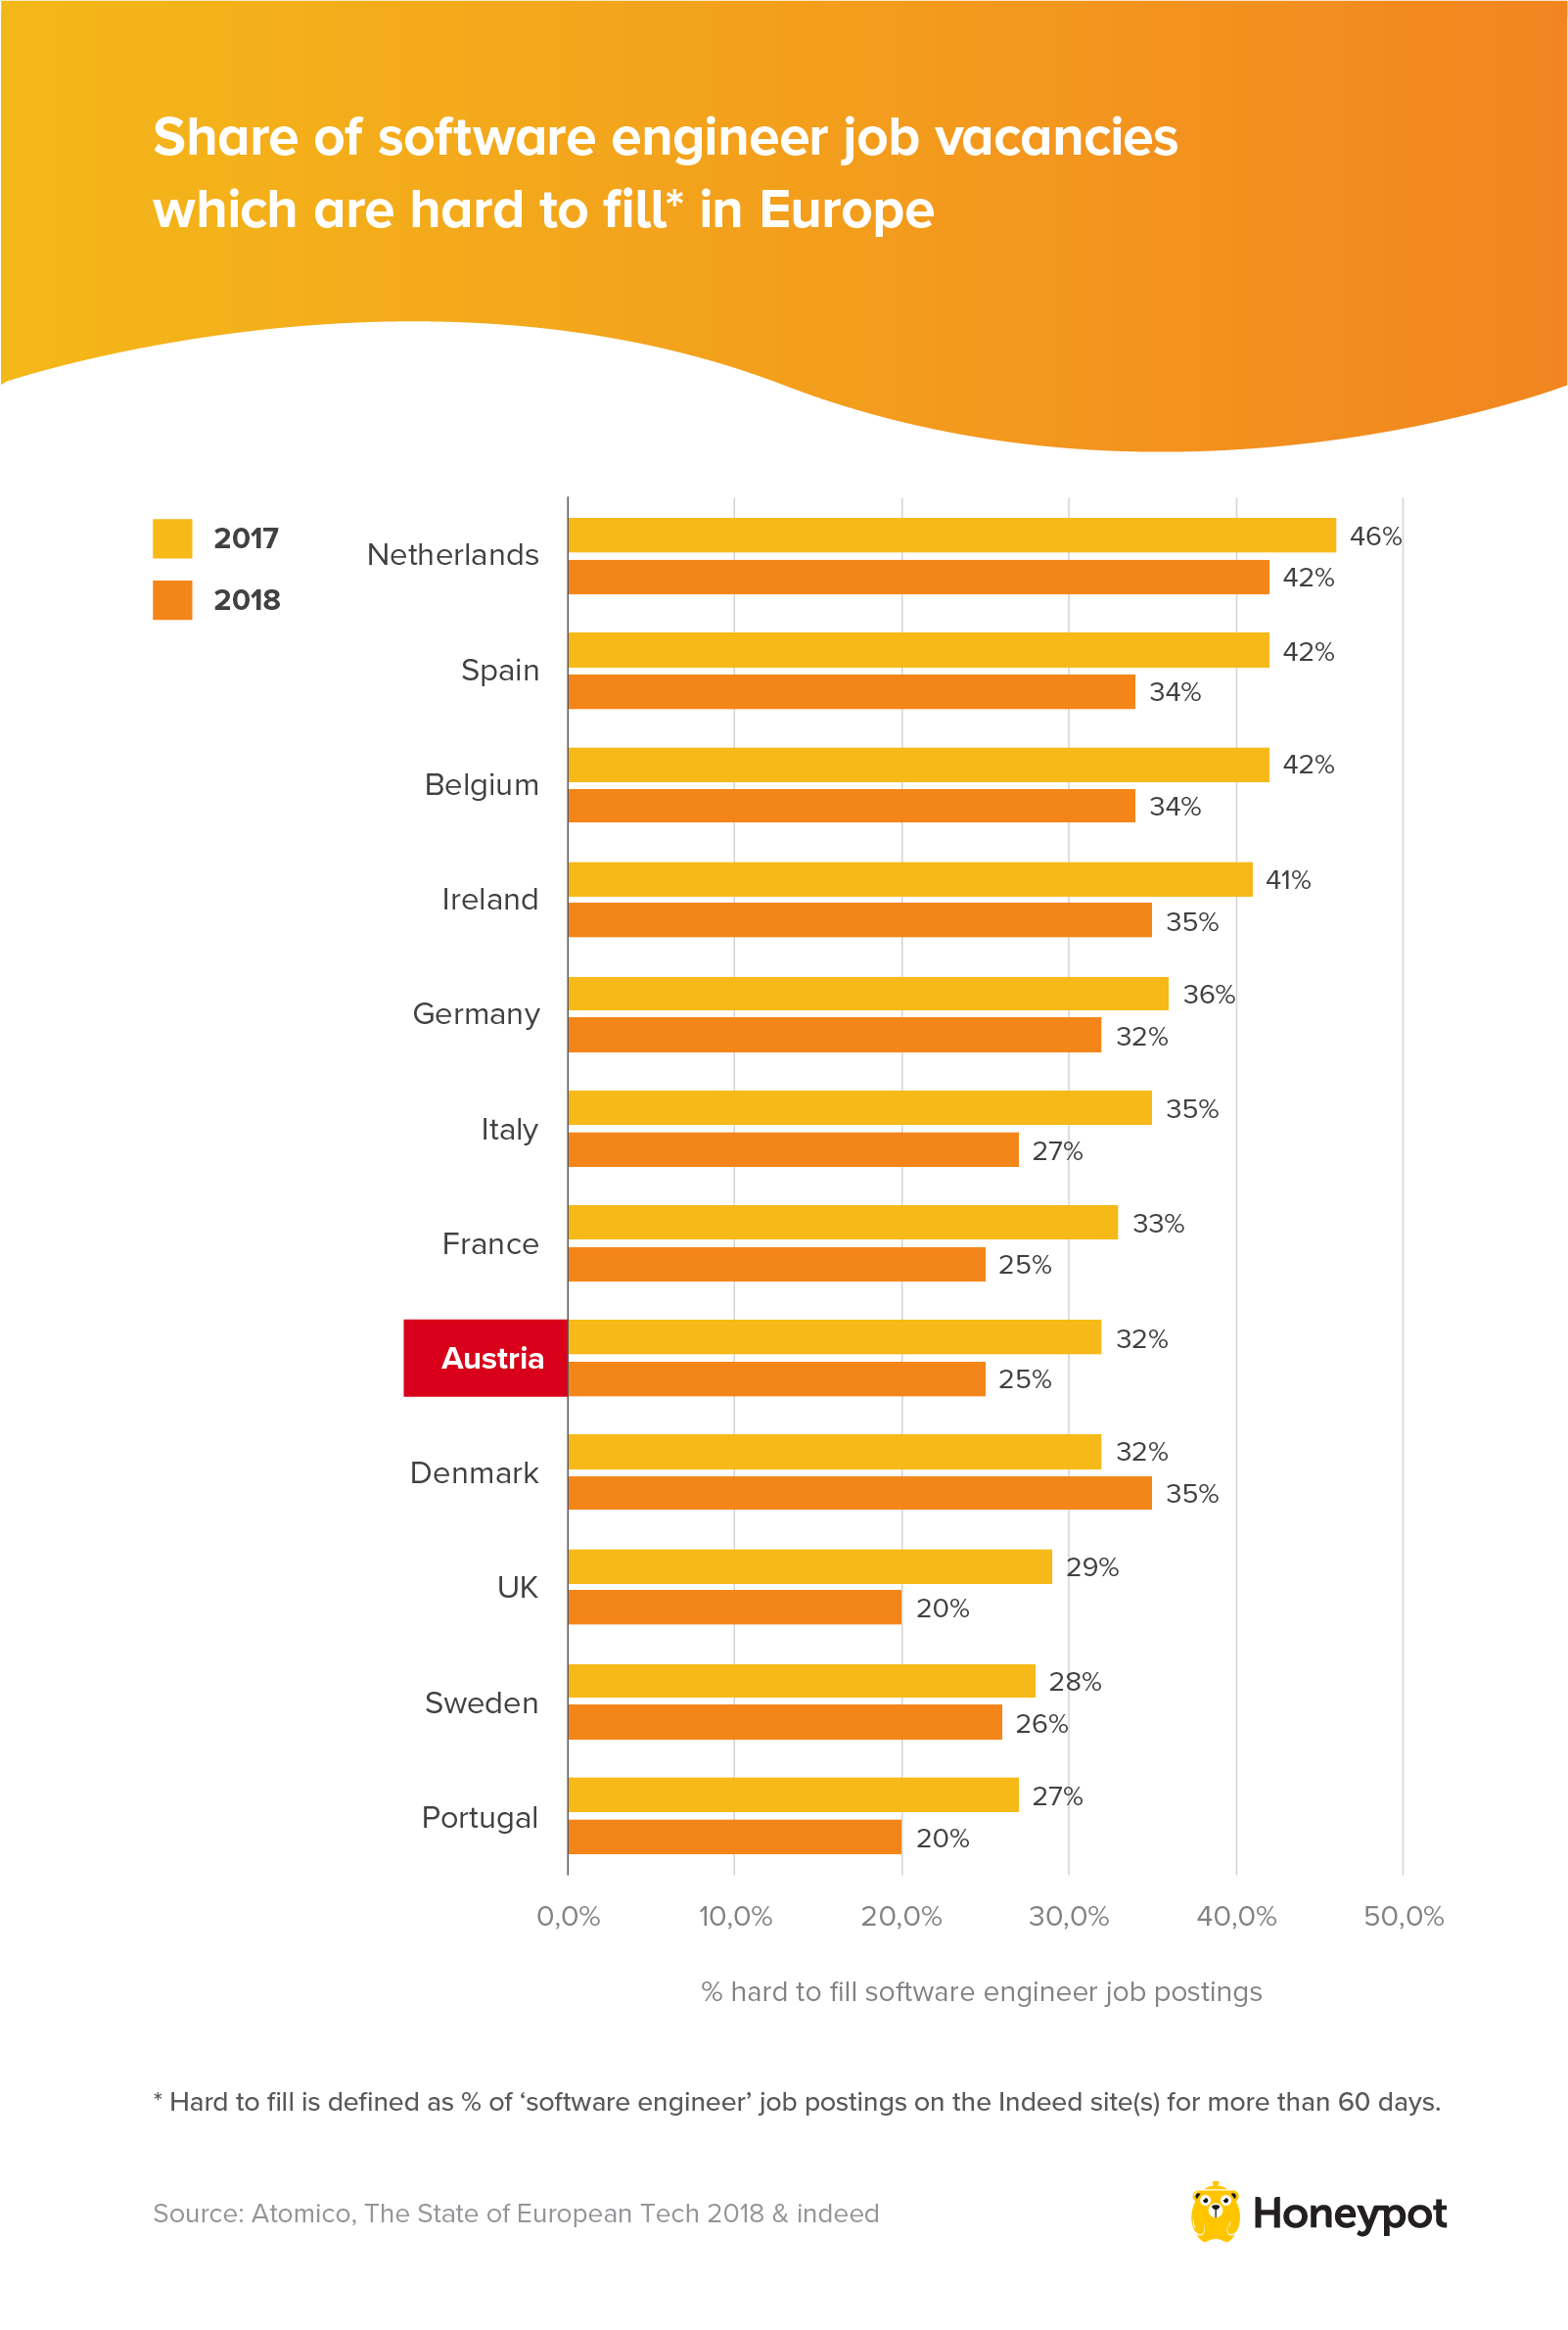 Share of software engineer job vacancies
which are hard to fill* in Europe
2017
2018
Netherlands
46%
42%
Spain
42%
34%
Belgium
42%
34%
Ireland
41%
35%
Germany
36%
32%
Italy
35%
27%
France
33%
25%
Austria
32%
25%
Denmark
32%
35%
UK
29%
20%
Sweden
28%
26%
Portugal
27%
20%
0,0% 10,0% 20,0% 30,0% 40,0% 50,0%
% hard to fill software engineer job postings
* Hard to fill is defined as % of ‘software engineer’ job postings on the Indeed site(s) for more than 60 days.
Source: Atomico, The State of European Tech 2018 & indeed
Honeypot